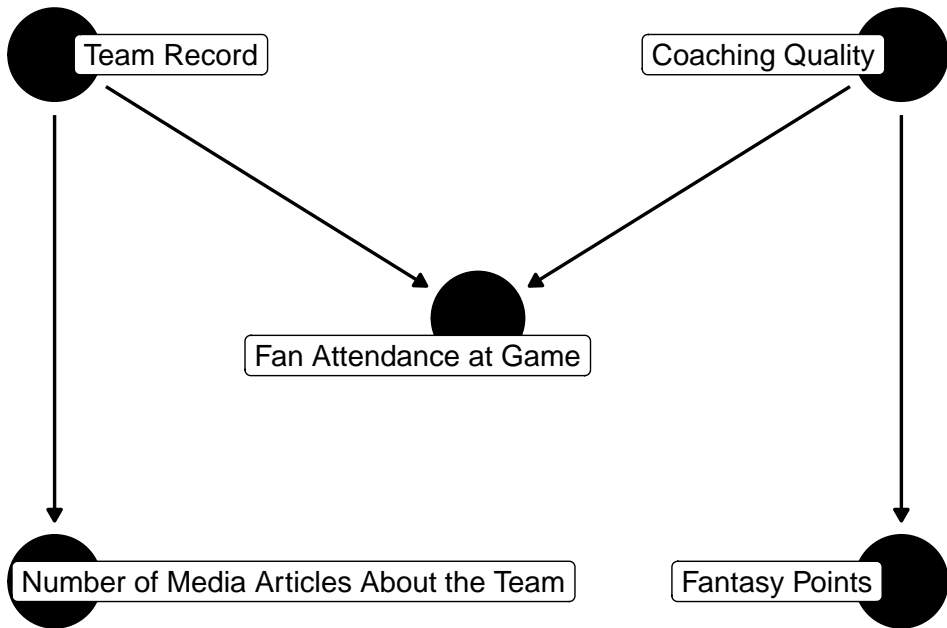 Team Record
Coaching Quality
Fan Attendance at Game
Number of Media Articles About the Team
Fantasy Points